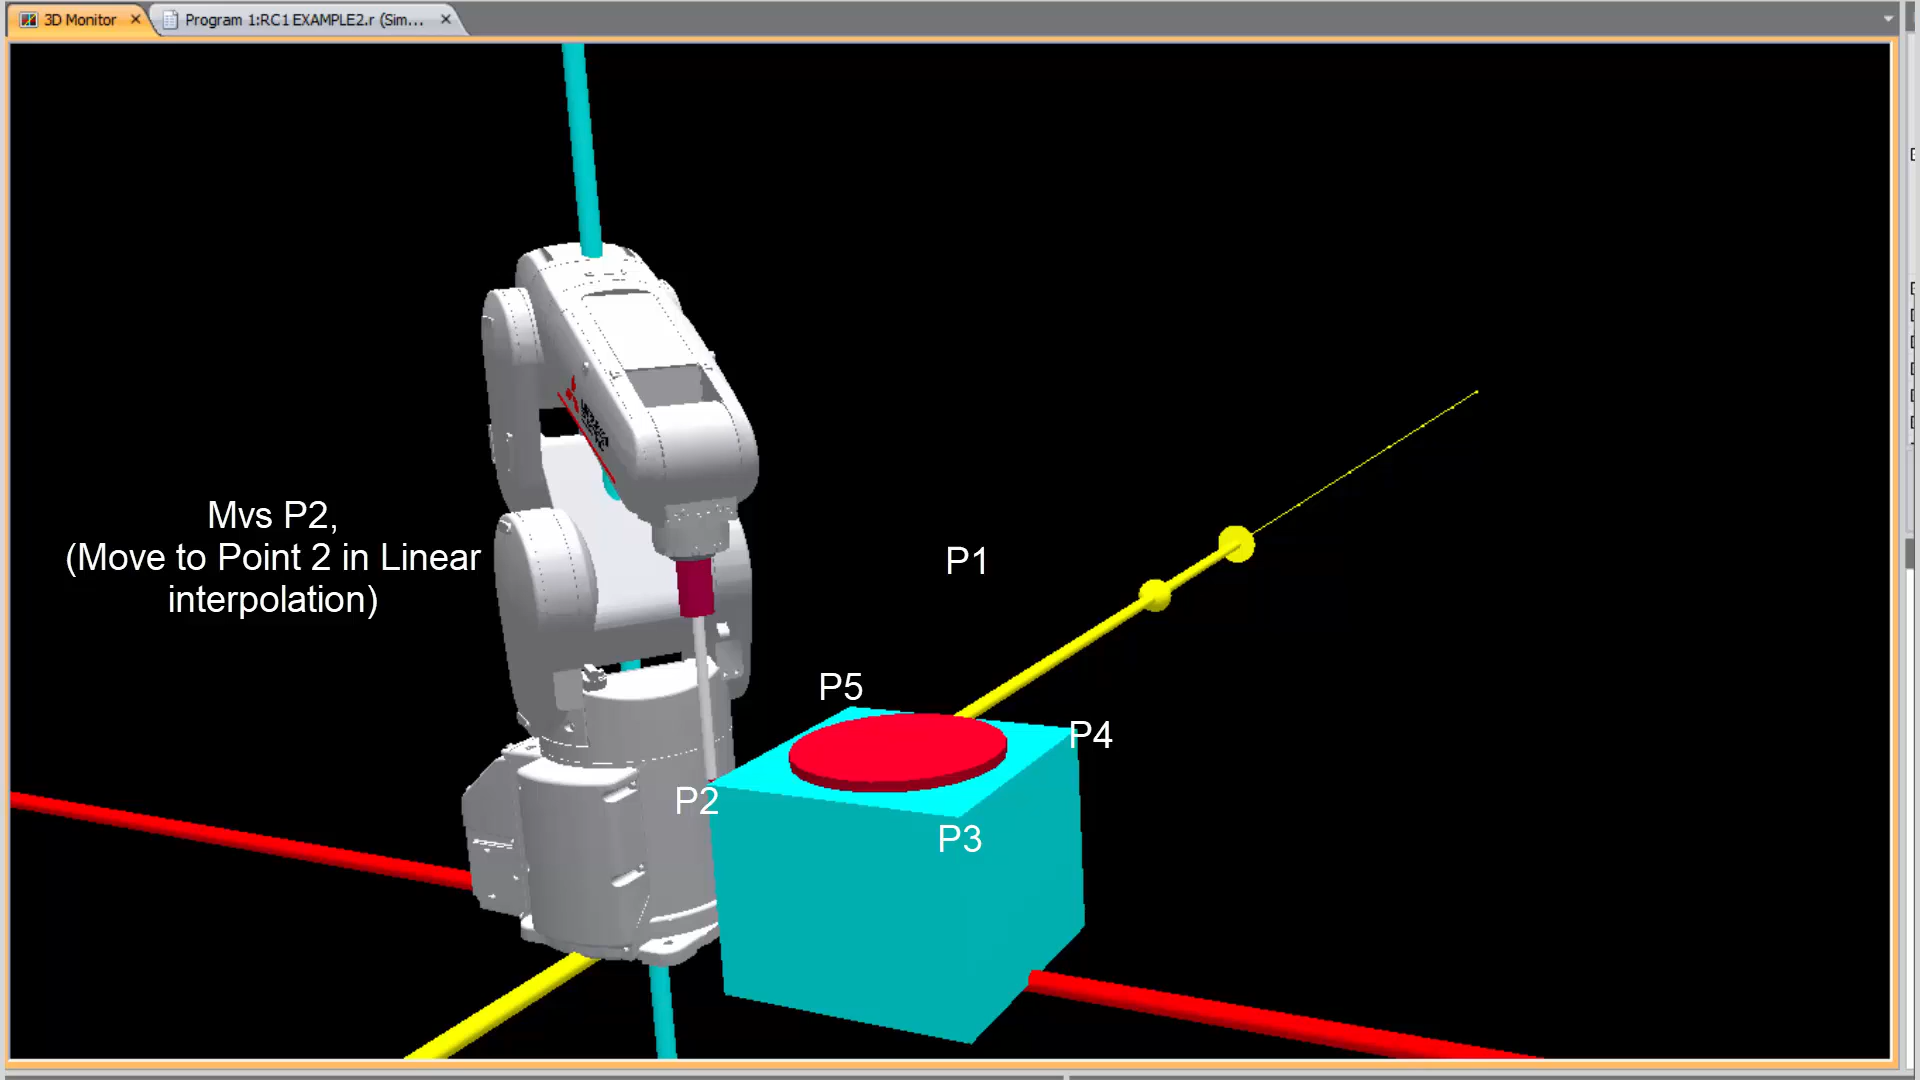 3D Monitor
Program 1:RC1 EXAMPLE2.r (Sim...
Mvs P2,
(Move to Point 2 in Linear
interpolation)
P1
P5
P4
P2
P3